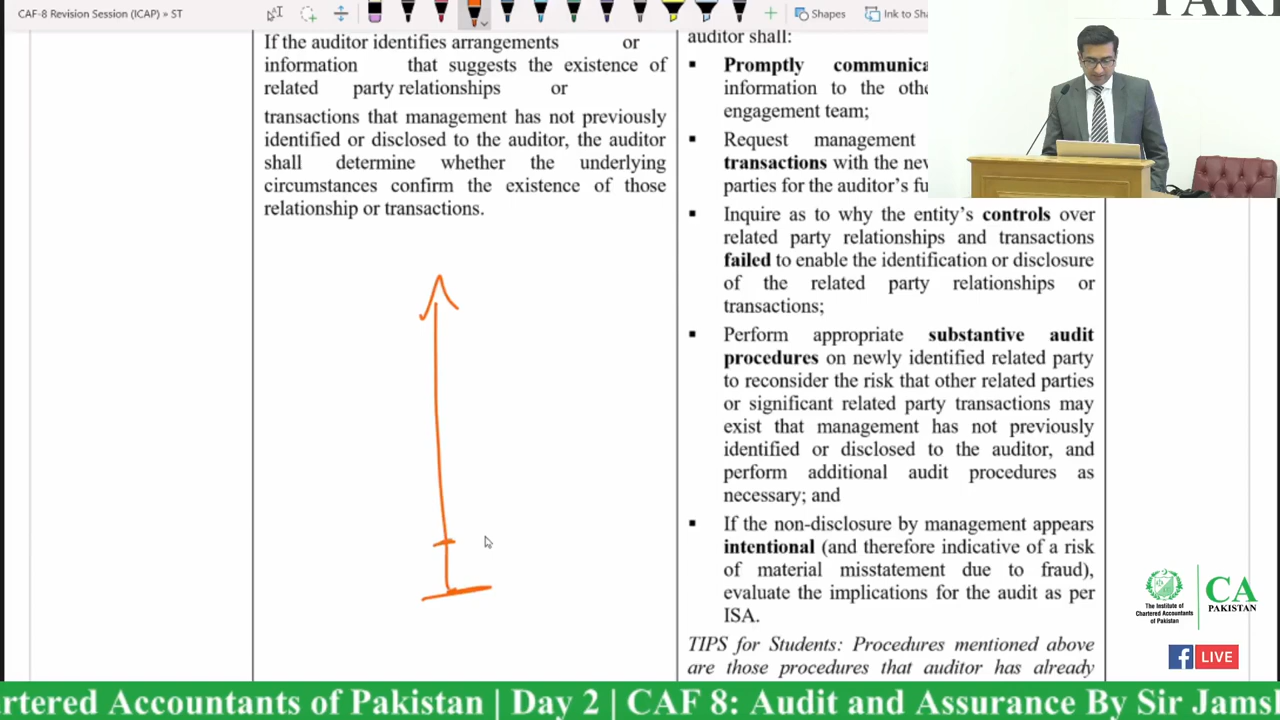 CAF-8 Revision Session (ICAP) > ST
Shapes
Ink to Sha
If the auditor identifies arrangements or
information that suggests the existence of
related party relationships or
transactions that management has not previously
identified or disclosed to the auditor, the auditor
shall determine whether the underlying
circumstances confirm the existence of those
relationship or transactions.
auditor shall:
▪ Promptly communica
information to the othe
engagement team;
▪ Request management
transactions with the nev
parties for the auditor's fu
▪ Inquire as to why the entity's controls over
related party relationships and transactions
failed to enable the identification or disclosure
of the related party relationships or
transactions;
▪ Perform appropriate substantive audit
procedures on newly identified related party
to reconsider the risk that other related parties
or significant related party transactions may
exist that management has not previously
identified or disclosed to the auditor, and
perform additional audit procedures as
necessary; and
▪ If the non-disclosure by management appears
intentional (and therefore indicative of a risk
of material misstatement due to fraud),
evaluate the implications for the audit as per
ISA.
TIPS for Students: Procedures mentioned above
are those procedures that auditor has already
The Institute of
Chartered Accountants
of Pakistan
CA
PAKISTAN
f LIVE
rtered Accountants of Pakistan | Day 2 | CAF 8: Audit and Assurance By Sir Jams